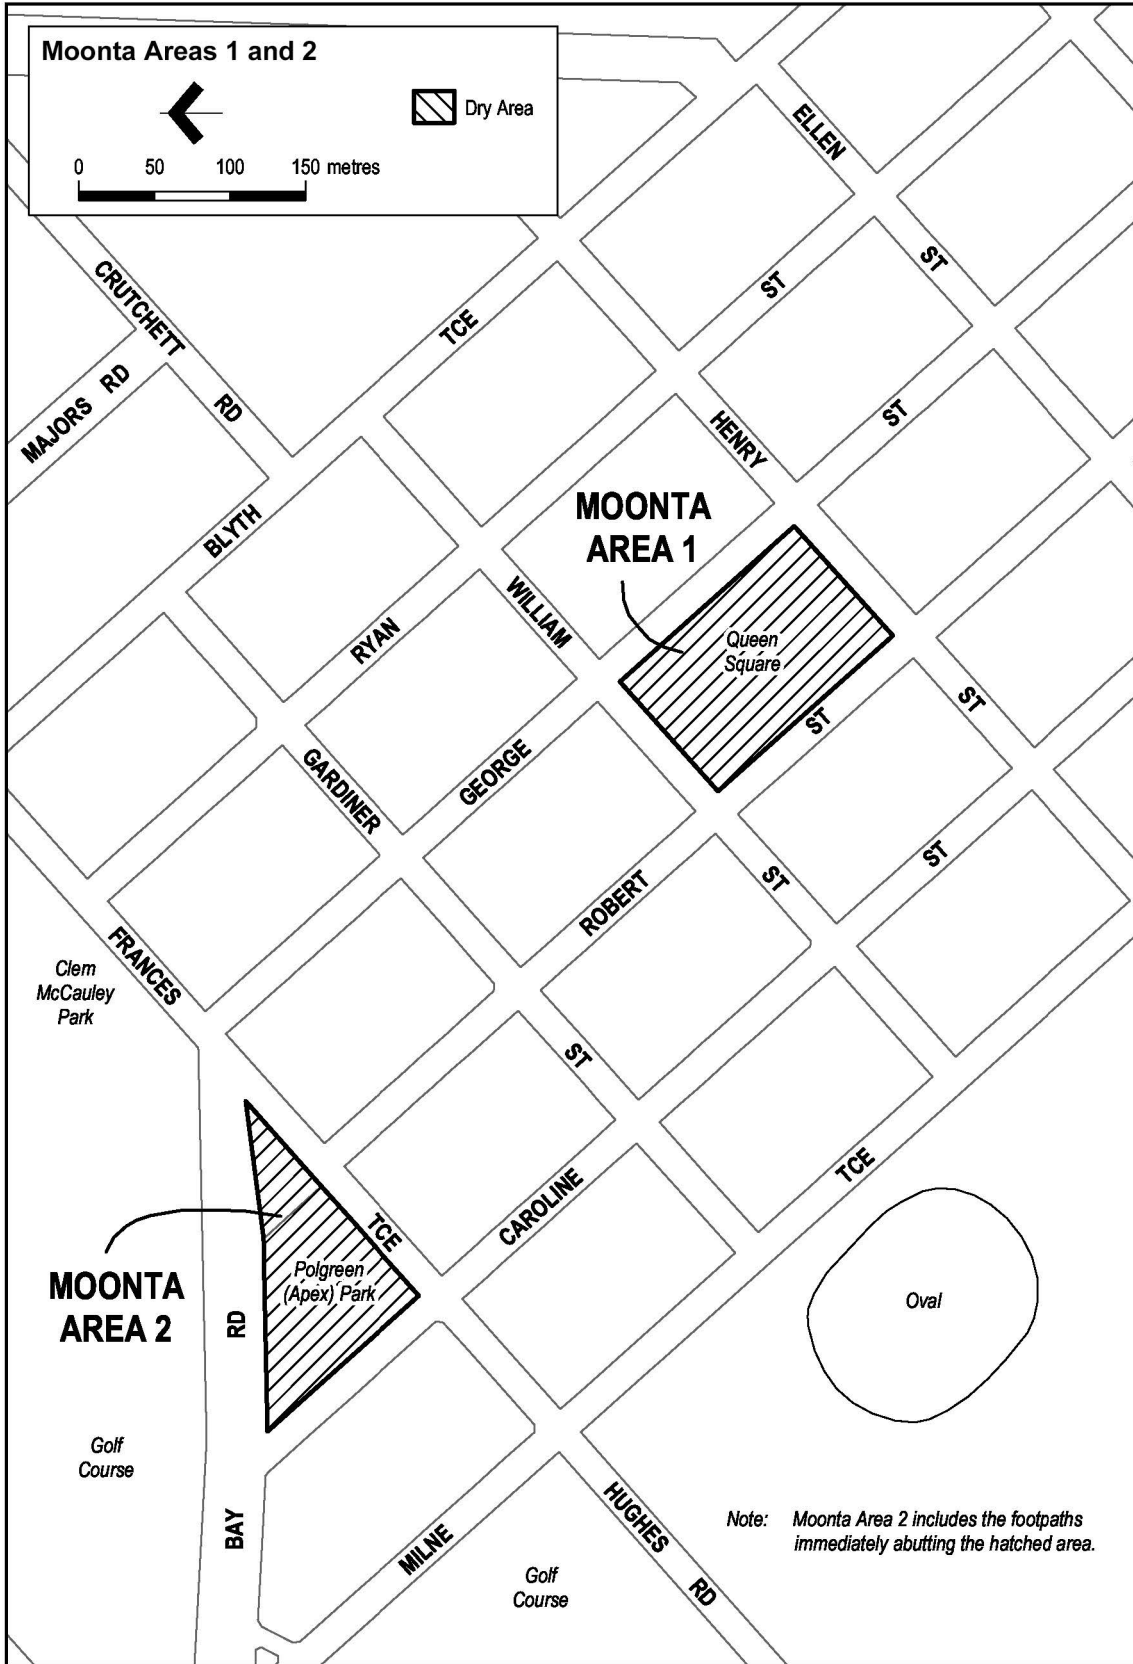 Moonta Areas 1 and 2
Dry Area
0 50 100 150 metres
ELLEN
ST
CRUTCHETT
RD
MAJORS RD
TCE
ST
ST
HENRY
BLYTH
MOONTA
AREA 1
WILLIAM
RYAN
Queen
Square
ST
ST
GEORGE
GARDINER
ROBERT
ST
ST
FRANCES
Clem
McCauley
Park
ST
CAROLINE
TCE
TCE
MOONTA
AREA 2
Polgreen
(Apex) Park
RD
Oval
Golf
Course
BAY
MILNE
HUGHES
RD
Golf
Course
Note: Moonta Area 2 includes the footpaths
immediately abutting the hatched area.